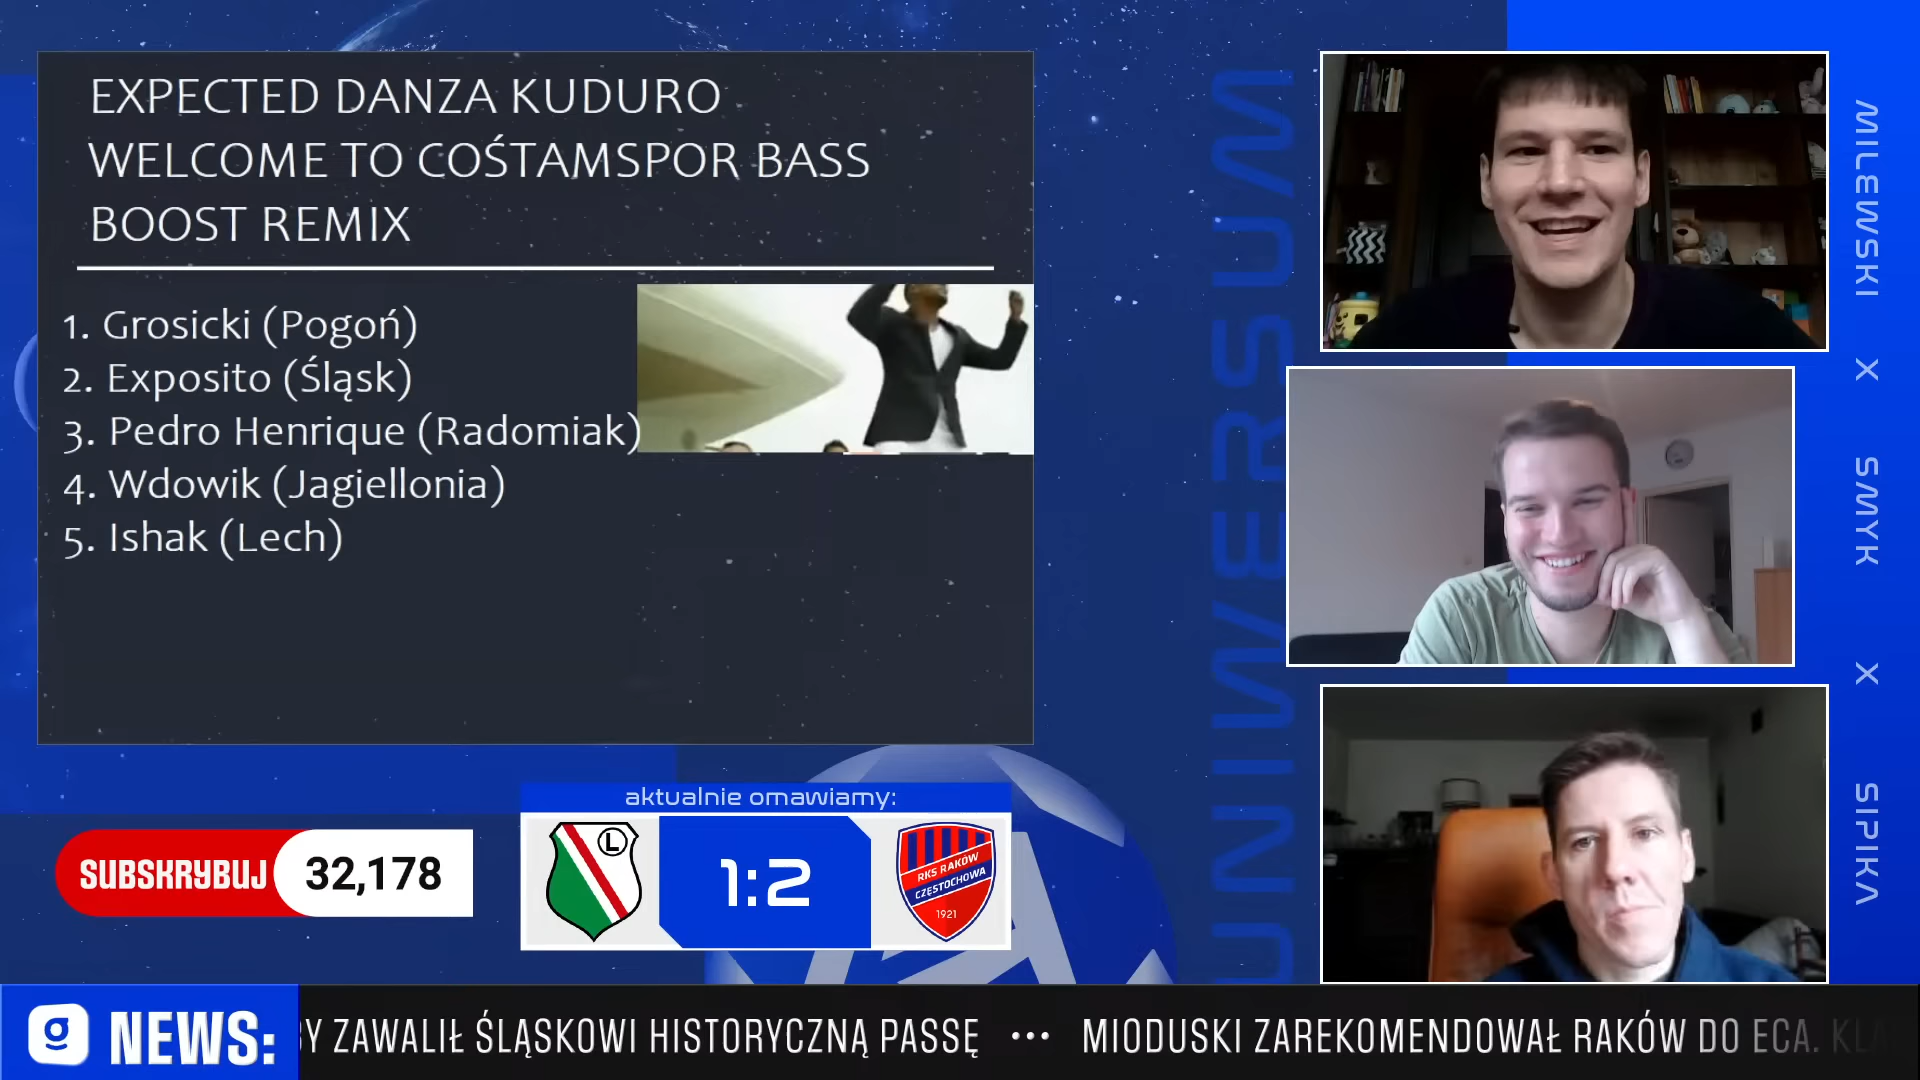 EXPECTED DANZA KUDURO
WELCOME TO COŚTAMSPOR BASS
BOOST REMIX
1. Grosicki (Pogoń)
2. Exposito (Śląsk)
3. Pedro Henrique (Radomiak)
4. Wdowik (Jagiellonia)
5. Ishak (Lech)
UNIWERSUM
MILEWSKI X SMYK X SIPIKA
aktualnie omawiamy:
SUBSKRYBUJ 32,178
L
1:2
RKS RAKÓW
CZĘSTOCHOWA
1921
g NEWS: BY ZAWALIŁ ŚLĄSKOWI HISTORYCZNĄ PASSĘ ••• MIODUSKI ZAREKOMENDOWAŁ RAKÓW DO ECA.